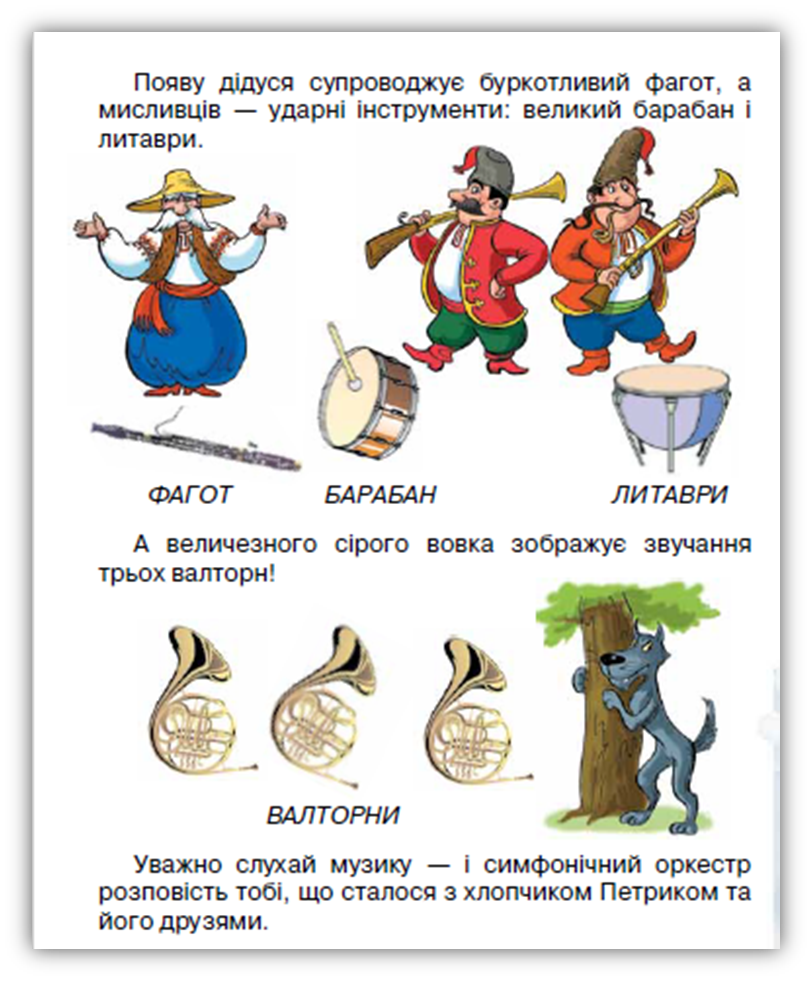 Появу дідуся супроводжує буркотливий фагот, а
мисливців — ударні інструменти: великий барабан і
литаври.
ФАГОТ БАРАБАН ЛИТАВРИ
А величезного сірого вовка зображує звучання
трьох валторн!
ВАЛТОРНИ
Уважно слухай музику — і симфонічний оркестр
розповість тобі, що сталося з хлопчиком Петриком та
його друзями.